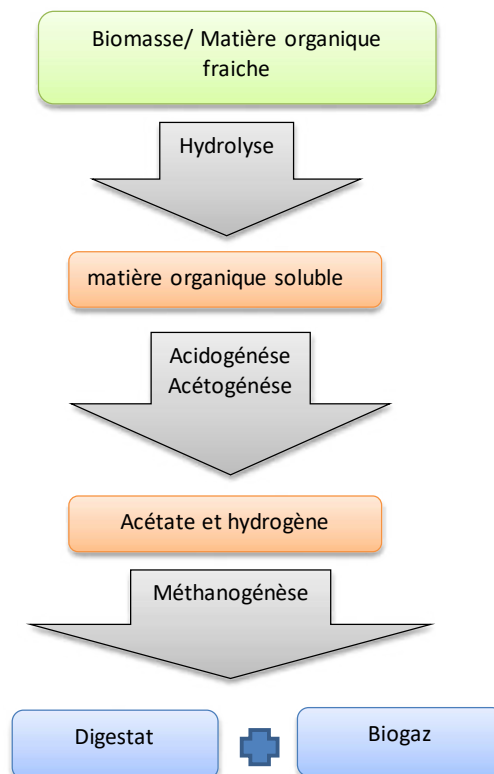 Biomasse/ Matière organique
fraiche
Hydrolyse
matière organique soluble
Acidogénése
Acétogénése
Acétate et hydrogène
Méthanogénèse
Digestat
Biogaz